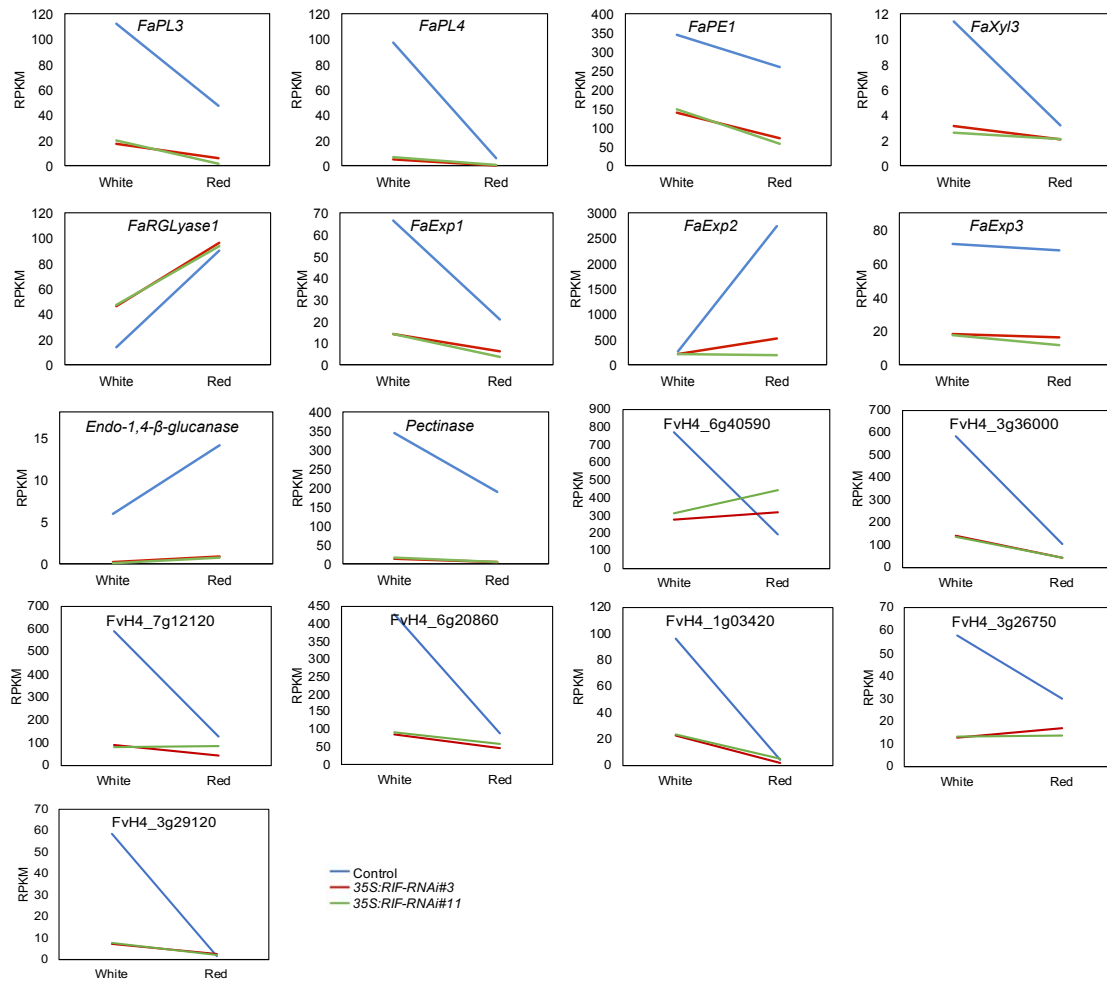 FaPL3
RPKM
120
100
80
60
40
20
0
White Red
FaPL4
RPKM
120
100
80
60
40
20
0
White Red
FaPE1
RPKM
400
350
300
250
200
150
100
50
0
White Red
FaXyl3
RPKM
12
10
8
6
4
2
0
White Red
FaRGLyase1
RPKM
120
100
80
60
40
20
0
White Red
FaExp1
RPKM
70
60
50
40
30
20
10
0
White Red
FaExp2
RPKM
3000
2500
2000
1500
1000
500
0
White Red
FaExp3
RPKM
80
60
40
20
0
White Red
Endo-1,4-β-glucanase
RPKM
15
10
5
0
White Red
Pectinase
RPKM
400
350
300
250
200
150
100
50
0
White Red
FvH4_6g40590
RPKM
900
800
700
600
500
400
300
200
100
0
White Red
FvH4_3g36000
RPKM
700
600
500
400
300
200
100
0
White Red
FvH4_7g12120
RPKM
700
600
500
400
300
200
100
0
White Red
FvH4_6g20860
RPKM
450
400
350
300
250
200
150
100
50
0
White Red
FvH4_1g03420
RPKM
120
100
80
60
40
20
0
White Red
FvH4_3g26750
RPKM
70
60
50
40
30
20
10
0
White Red
FvH4_3g29120
RPKM
70
60
50
40
30
20
10
0
White Red
Control
35S:RIF-RNAi#3
35S:RIF-RNAi#11